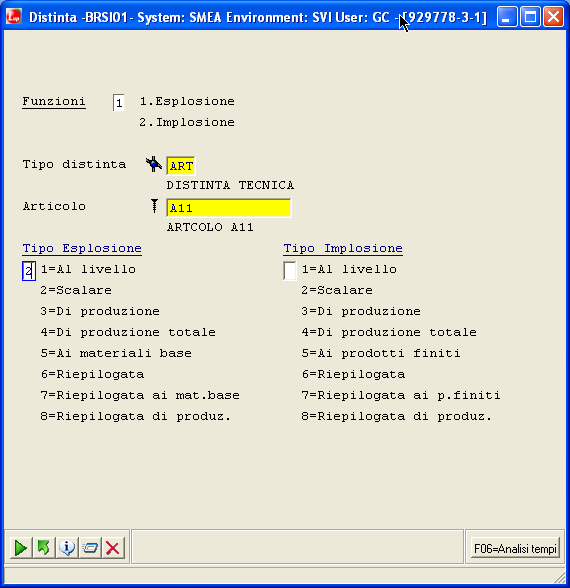 Distinta -BRSI01- System: SMEA Environment: SVI User: GC - [929778-3-1]
Funzioni 1 1.Esplosione
2.Implosione
Tipo distinta ART
DISTINTA TECNICA
Articolo A11
ARTCOLO A11
Tipo Esplosione Tipo Implosione
2 1=Al livello 1=Al livello
2=Scalare 2=Scalare
3=Di produzione 3=Di produzione
4=Di produzione totale 4=Di produzione totale
5=Ai materiali base 5=Ai prodotti finiti
6=Riepilogata 6=Riepilogata
7=Riepilogata ai mat.base 7=Riepilogata ai p.finiti
8=Riepilogata di produz. 8=Riepilogata di produz.
F06=Analisi tempi